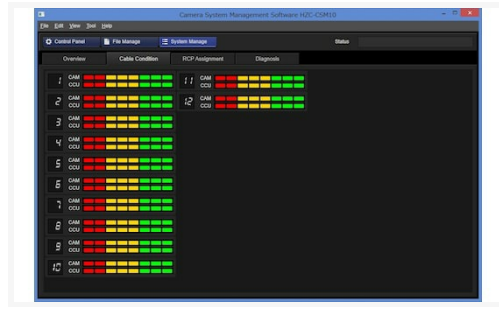 Camera System Management Software HZC-CSM10
File Edit View Tool Help
Control Panel File Manage System Manage Status
Overview Cable Condition RCP Assignment Diagnosis
1 CAM CCU 11 CAM CCU
2 CAM CCU 12 CAM CCU
3 CAM CCU
4 CAM CCU
5 CAM CCU
6 CAM CCU
7 CAM CCU
8 CAM CCU
9 CAM CCU
10 CAM CCU